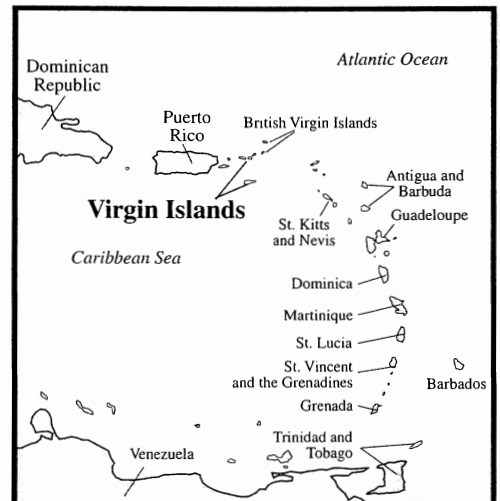 Atlantic Ocean
Dominican
Republic
Puerto
Rico
British Virgin Islands
Virgin Islands
Antigua and
Barbuda
Guadeloupe
St. Kitts
and Nevis
Caribbean Sea
Dominica
Martinique
St. Lucia
St. Vincent
and the Grenadines
Barbados
Grenada
Trinidad and
Tobago
Venezuela